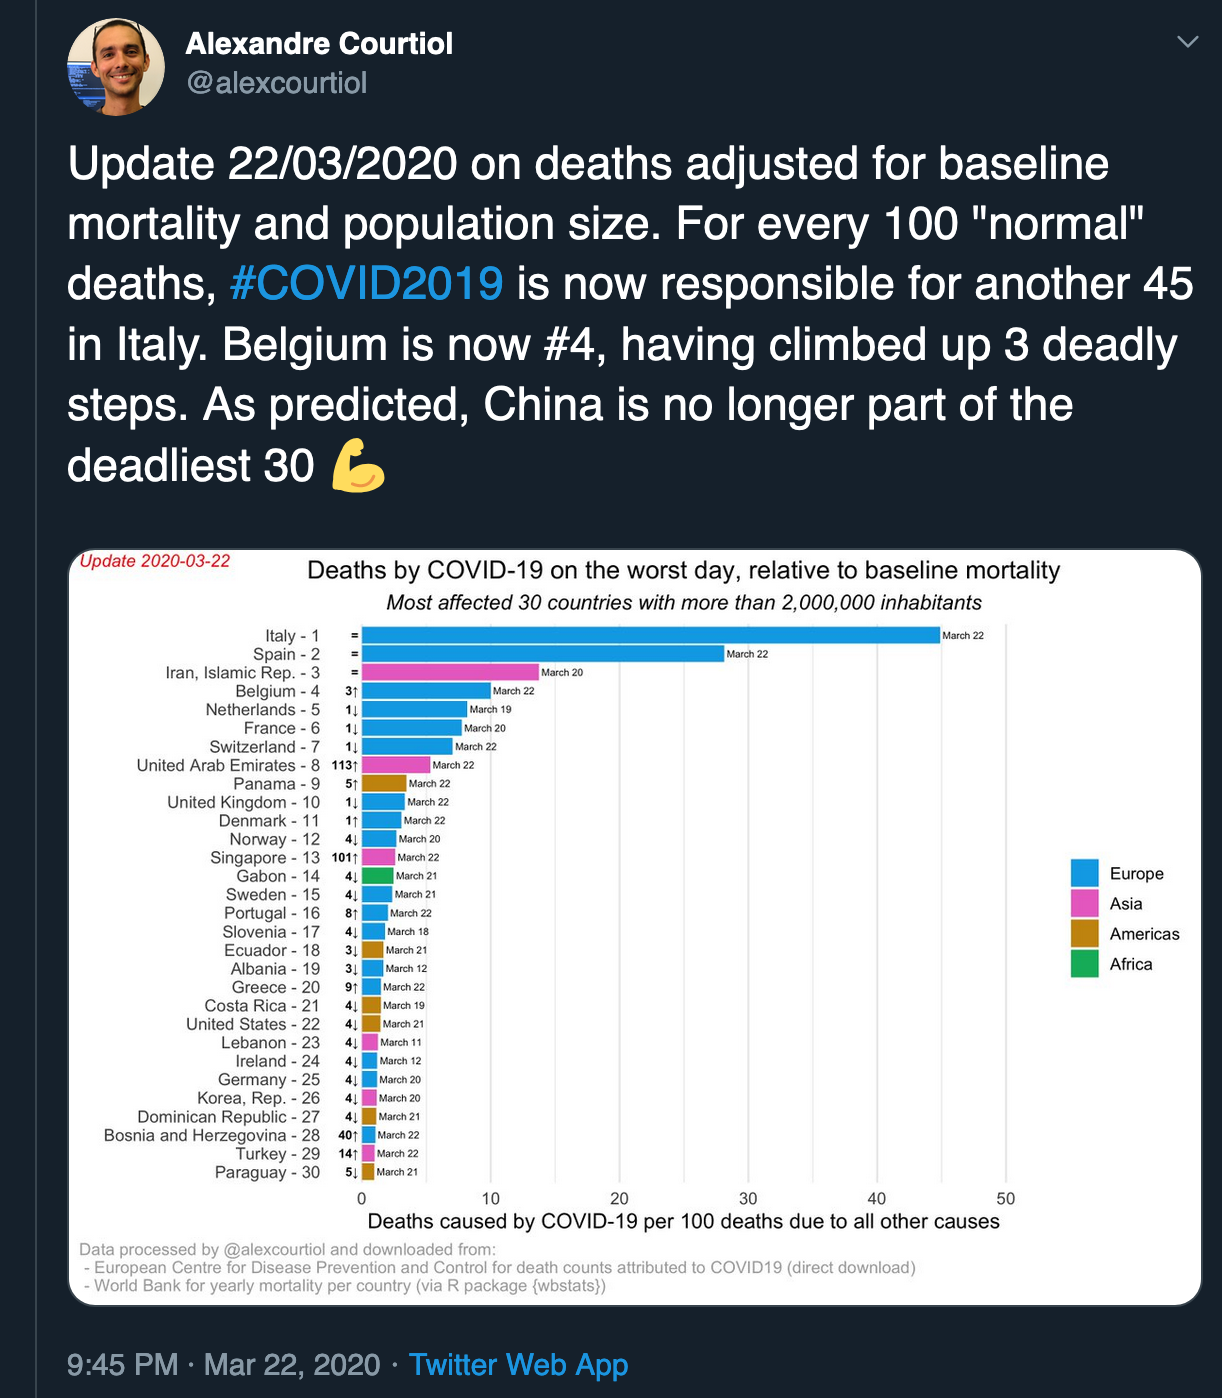 Alexandre Courtiol
@alexcourtiol
Update 22/03/2020 on deaths adjusted for baseline
mortality and population size. For every 100 "normal"
deaths, #COVID2019 is now responsible for another 45
in Italy. Belgium is now #4, having climbed up 3 deadly
steps. As predicted, China is no longer part of the
deadliest 30 💪
Update 2020-03-22
Deaths by COVID-19 on the worst day, relative to baseline mortality
Most affected 30 countries with more than 2,000,000 inhabitants
Italy - 1 = March 22
Spain - 2 = March 22
Iran, Islamic Rep. - 3 = March 20
Belgium - 4 3↑ March 22
Netherlands - 5 1↓ March 19
France - 6 1↓ March 20
Switzerland - 7 1↓ March 22
United Arab Emirates - 8 113↑ March 22
Panama - 9 5↑ March 22
United Kingdom - 10 1↓ March 22
Denmark - 11 1↑ March 22
Norway - 12 4↓ March 20
Singapore - 13 101↑ March 22
Gabon - 14 4↓ March 21
Sweden - 15 4↓ March 21
Portugal - 16 8↑ March 22
Slovenia - 17 4↓ March 18
Ecuador - 18 3↓ March 21
Albania - 19 3↓ March 12
Greece - 20 9↑ March 22
Costa Rica - 21 4↓ March 19
United States - 22 4↓ March 21
Lebanon - 23 4↓ March 11
Ireland - 24 4↓ March 12
Germany - 25 4↓ March 20
Korea, Rep. - 26 4↓ March 20
Dominican Republic - 27 4↓ March 21
Bosnia and Herzegovina - 28 40↑ March 22
Turkey - 29 14↑ March 22
Paraguay - 30 5↓ March 21
0 10 20 30 40 50
Deaths caused by COVID-19 per 100 deaths due to all other causes
Europe
Asia
Americas
Africa
Data processed by @alexcourtiol and downloaded from:
- European Centre for Disease Prevention and Control for death counts attributed to COVID19 (direct download)
- World Bank for yearly mortality per country (via R package {wbstats})
9:45 PM · Mar 22, 2020 · Twitter Web App